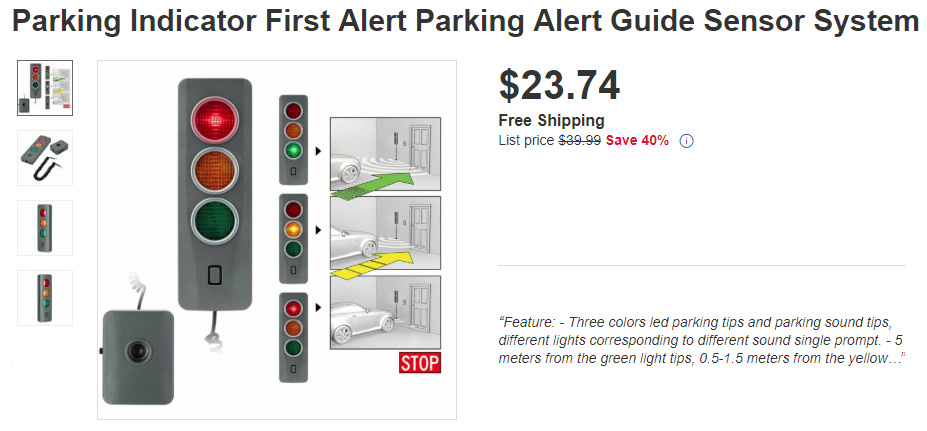 Parking Indicator First Alert Parking Alert Guide Sensor System
$23.74
Free Shipping
List price $39.99 Save 40%
STOP
“Feature: - Three colors led parking tips and parking sound tips,
different lights corresponding to different sound single prompt. - 5
meters from the green light tips, 0.5-1.5 meters from the yellow…”